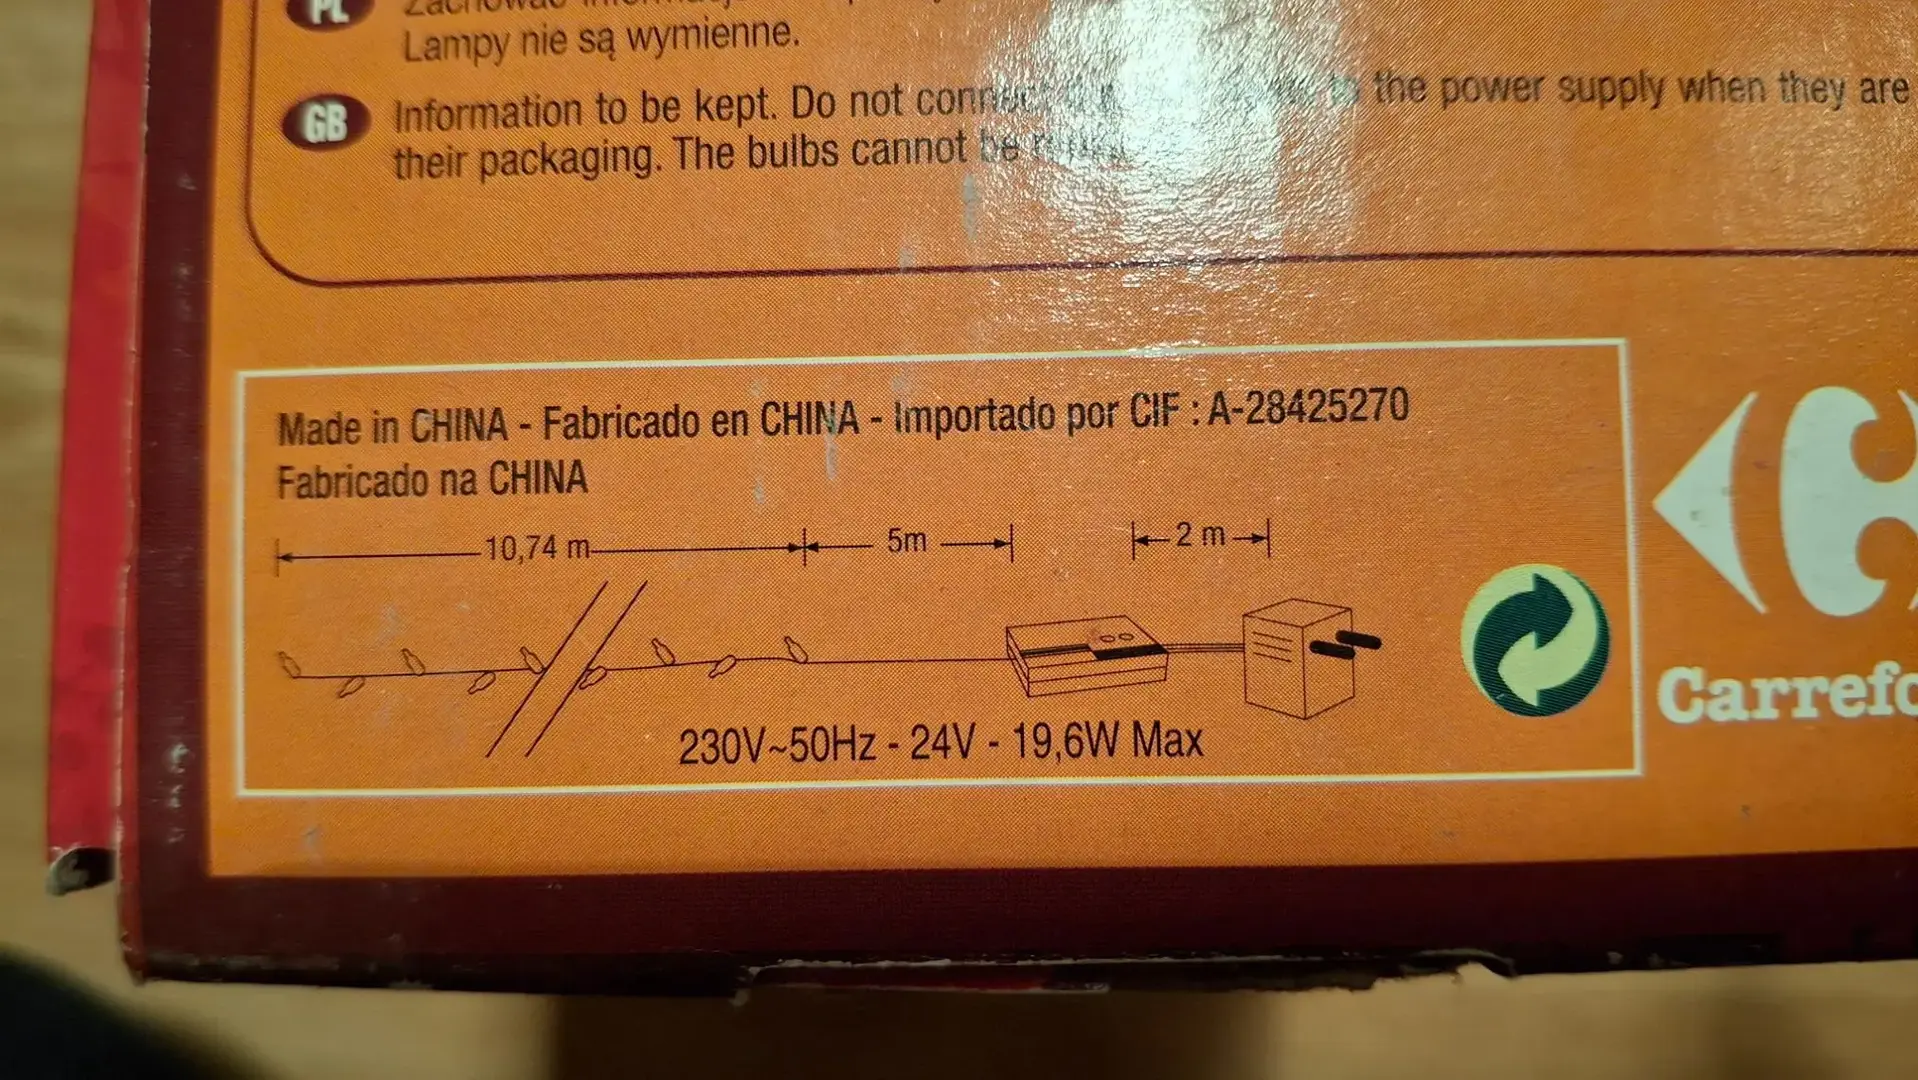 PL
Lampy nie są wymienne.
GB Information to be kept. Do not the power supply when they are
their packaging. The bulbs cannot be
Made in CHINA - Fabricado en CHINA - Importado por CIF : A-28425270
Fabricado na CHINA
10,74 m 5m 2 m
230V~50Hz - 24V - 19,6W Max